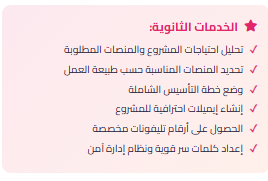 الخدمات الثانوية:
تحليل احتياجات المشروع والمنصات المطلوبة
تحديد المنصات المناسبة حسب طبيعة العمل
وضع خطة التأسيس الشاملة
إنشاء إيميلات احترافية للمشروع
الحصول على أرقام تليفونات مخصصة
إعداد كلمات سر قوية ونظام إدارة آمن